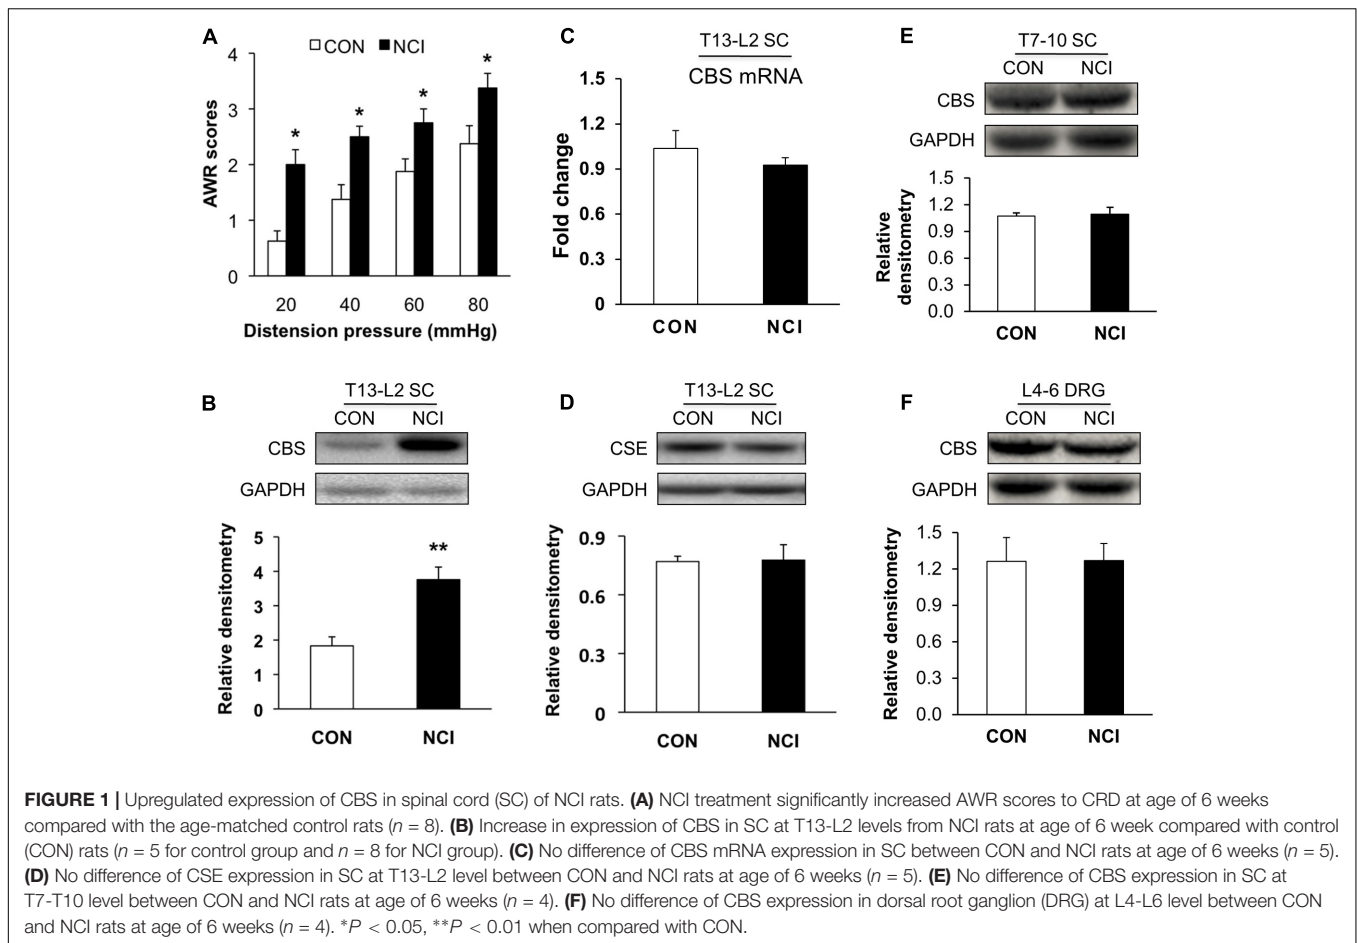 A
CON NCI
AWR scores
4
3
2
1
0
* * * *
20 40 60 80
Distension pressure (mmHg)
C
T13-L2 SC
CBS mRNA
Fold change
1.5
1.2
0.9
0.6
0.3
0
CON NCI
E
T7-10 SC
CON NCI
CBS
GAPDH
Relative
densitometry
1.5
1.2
0.9
0.6
0.3
0.0
CON NCI
B
T13-L2 SC
CON NCI
CBS
GAPDH
Relative densitometry
5
4
3
2
1
0
**
CON NCI
D
T13-L2 SC
CON NCI
CSE
GAPDH
Relative densitometry
0.9
0.6
0.3
0
CON NCI
F
L4-6 DRG
CON NCI
CBS
GAPDH
Relative densitometry
1.5
1.2
0.9
0.6
0.3
0.0
CON NCI
FIGURE 1 | Upregulated expression of CBS in spinal cord (SC) of NCI rats. (A) NCI treatment significantly increased AWR scores to CRD at age of 6 weeks
compared with the age-matched control rats (n = 8). (B) Increase in expression of CBS in SC at T13-L2 levels from NCI rats at age of 6 week compared with control
(CON) rats (n = 5 for control group and n = 8 for NCI group). (C) No difference of CBS mRNA expression in SC between CON and NCI rats at age of 6 weeks (n = 5).
(D) No difference of CSE expression in SC at T13-L2 level between CON and NCI rats at age of 6 weeks (n = 5). (E) No difference of CBS expression in SC at
T7-T10 level between CON and NCI rats at age of 6 weeks (n = 4). (F) No difference of CBS expression in dorsal root ganglion (DRG) at L4-L6 level between CON
and NCI rats at age of 6 weeks (n = 4). *P < 0.05, **P < 0.01 when compared with CON.